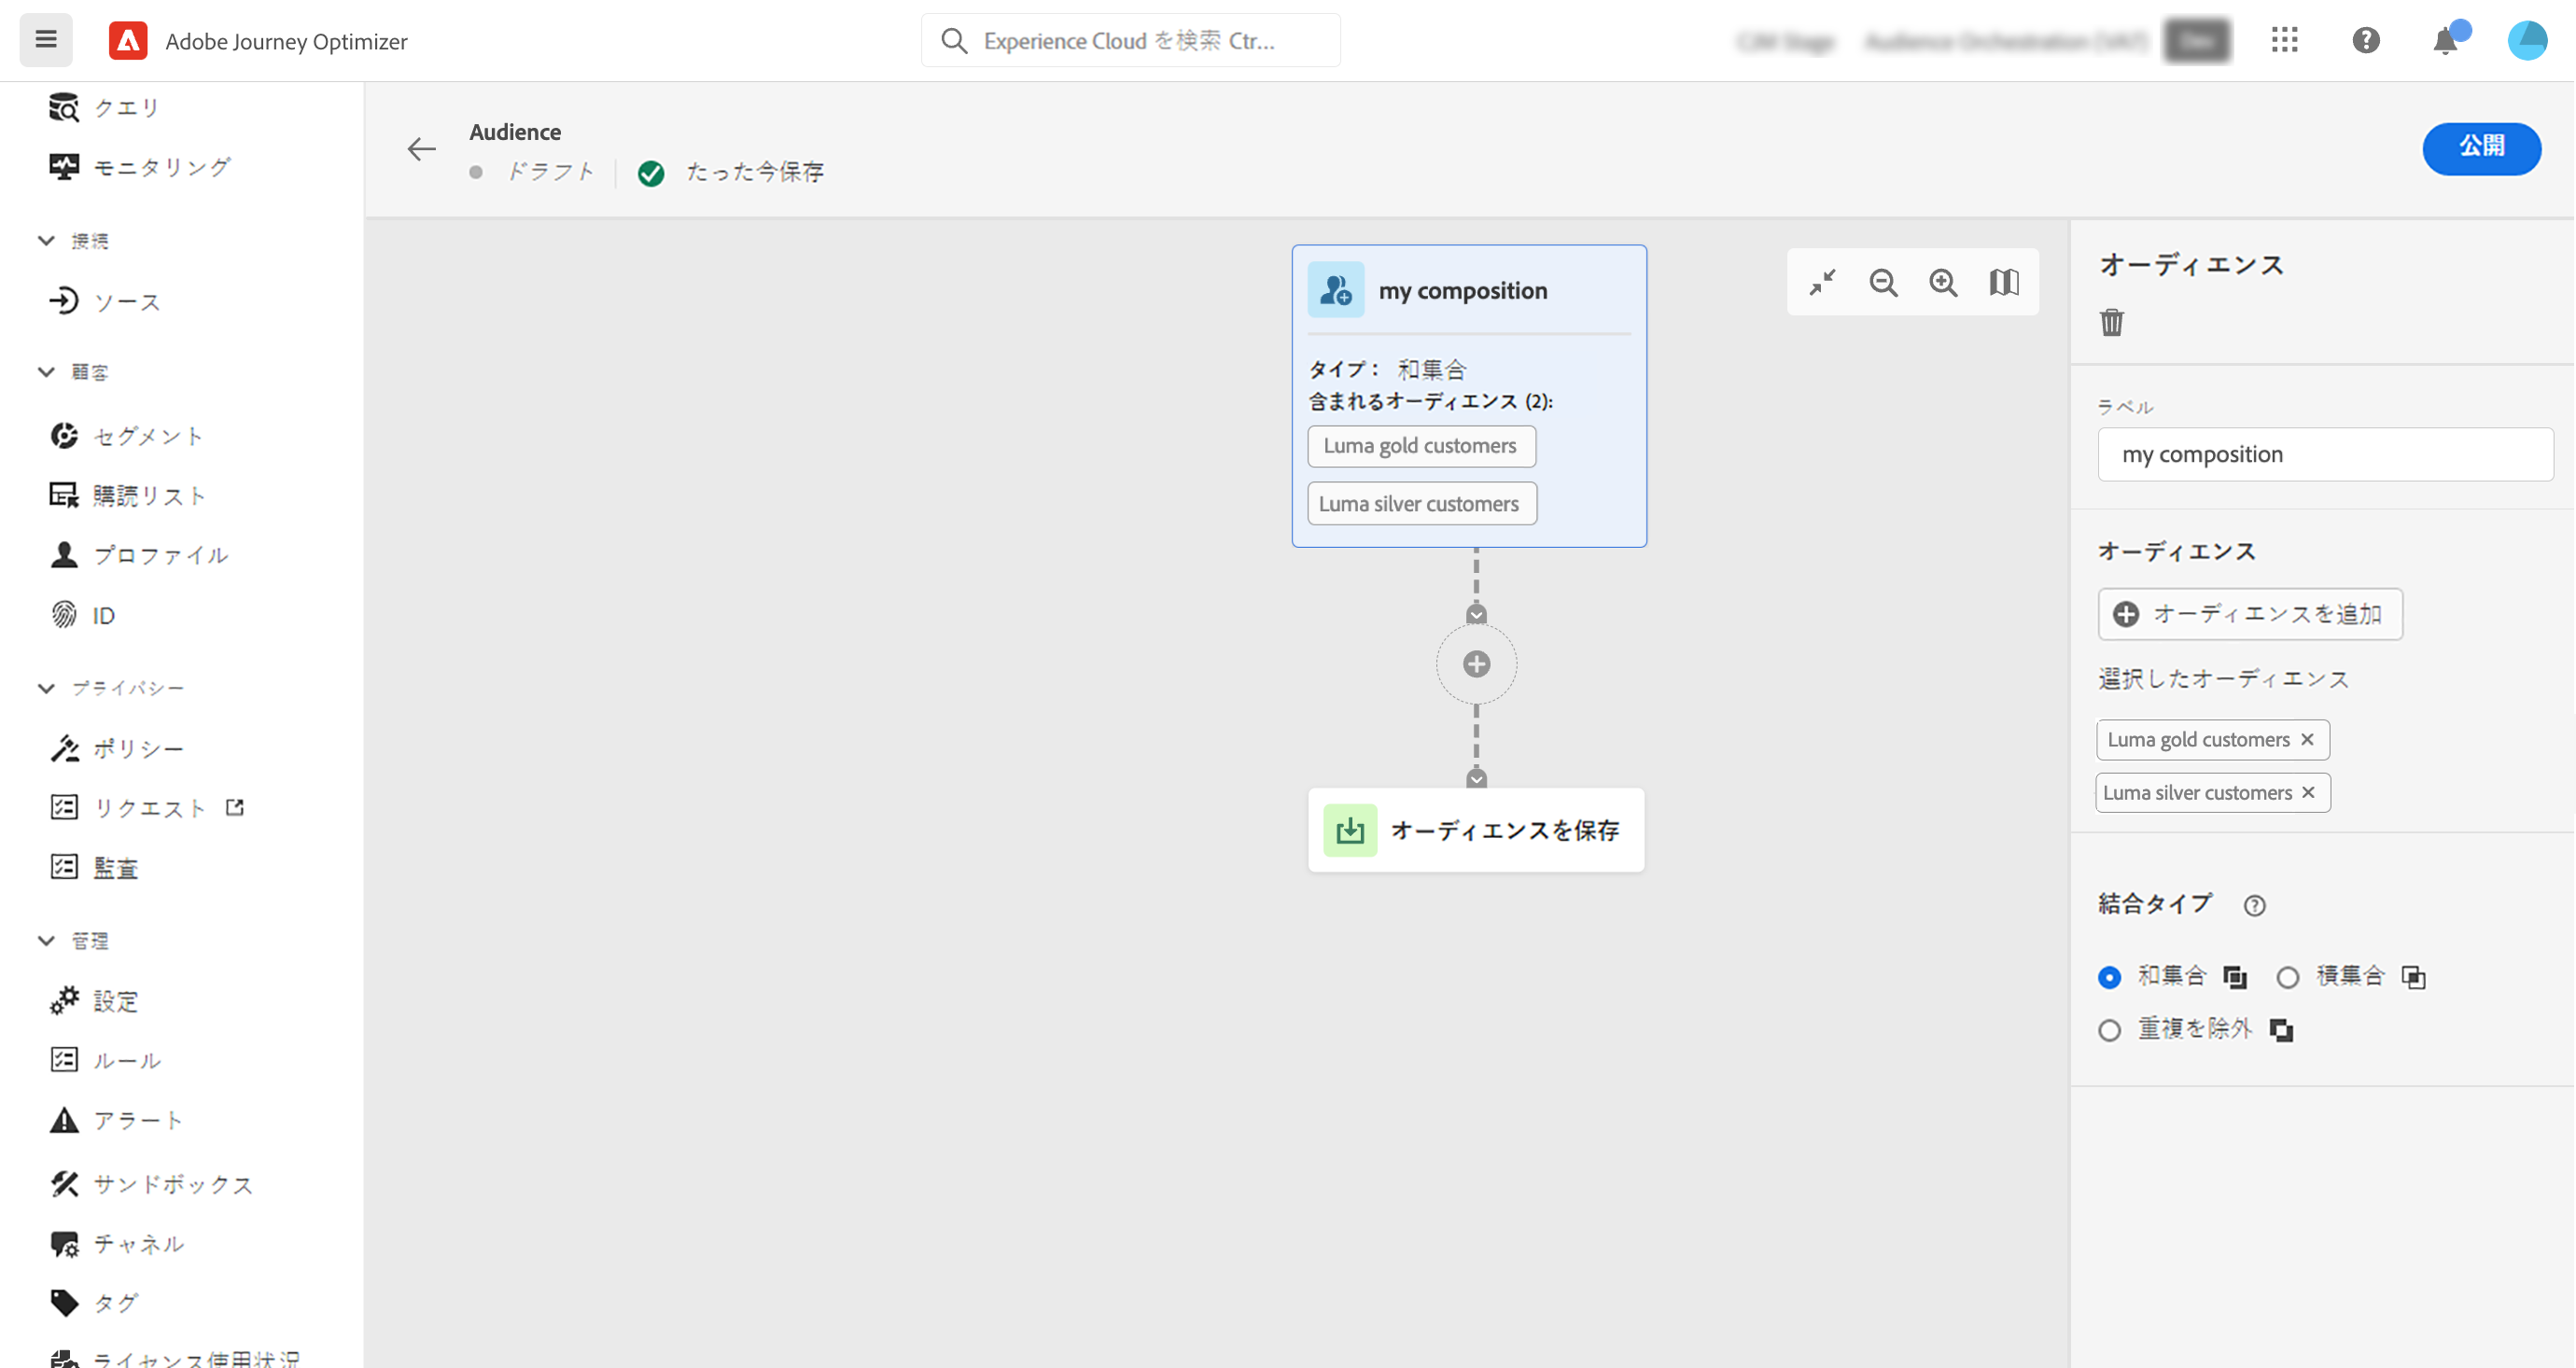 Adobe Journey Optimizer
Experience Cloud を検索 Ctr...
クエリ
モニタリング
接続
ソース
顧客
セグメント
購読リスト
プロファイル
ID
プライバシー
ポリシー
リクエスト
監査
管理
設定
ルール
アラート
サンドボックス
チャネル
タグ
ライセンス使用状況
Audience
ドラフト
たった今保存
公開
my composition
タイプ： 和集合
含まれるオーディエンス (2):
Luma gold customers
Luma silver customers
オーディエンスを保存
オーディエンス
ラベル
my composition
オーディエンス
オーディエンスを追加
選択したオーディエンス
Luma gold customers
Luma silver customers
結合タイプ
和集合 積集合
重複を除外